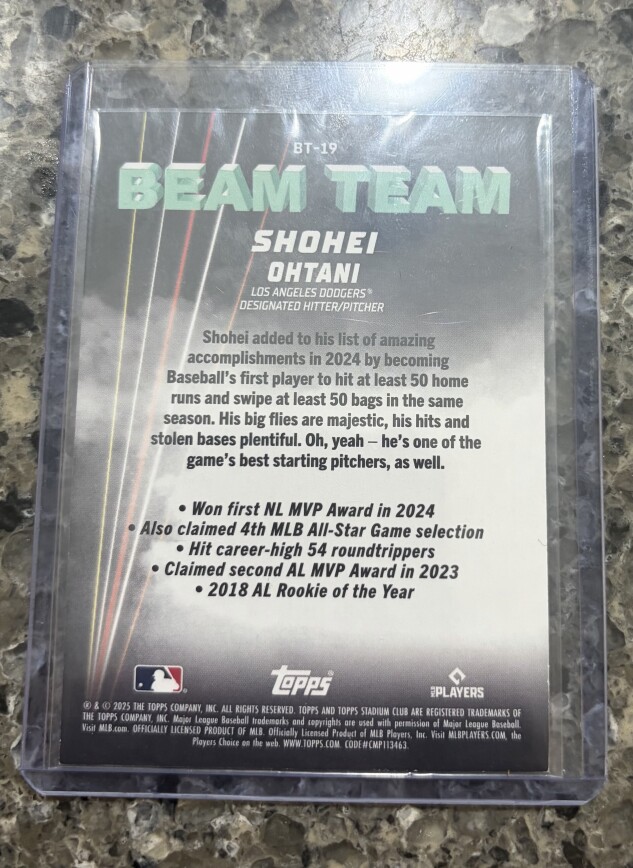 BT-19
BEAM TEAM
SHOHEI
OHTANI
LOS ANGELES DODGERS®
DESIGNATED HITTER/PITCHER
Shohei added to his list of amazing
accomplishments in 2024 by becoming
Baseball's first player to hit at least 50 home
runs and swipe at least 50 bags in the same
season. His big flies are majestic, his hits and
stolen bases plentiful. Oh, yeah – he's one of the
game's best starting pitchers, as well.
• Won first NL MVP Award in 2024
• Also claimed 4th MLB All-Star Game selection
• Hit career-high 54 roundtrippers
• Claimed second AL MVP Award in 2023
• 2018 AL Rookie of the Year
Topps®
MLB PLAYERS
® & © 2025 THE TOPPS COMPANY, INC. ALL RIGHTS RESERVED. TOPPS AND TOPPS STADIUM CLUB ARE REGISTERED TRADEMARKS OF
THE TOPPS COMPANY, INC. Major League Baseball trademarks and copyrights are used with permission of Major League Baseball.
Visit MLB.com. OFFICIALLY LICENSED PRODUCT OF MLB. Officially Licensed Product of MLB Players, Inc. Visit MLBPLAYERS.COM, the
Players Choice on the web. WWW.TOPPS.COM. CODE#CMP113463.